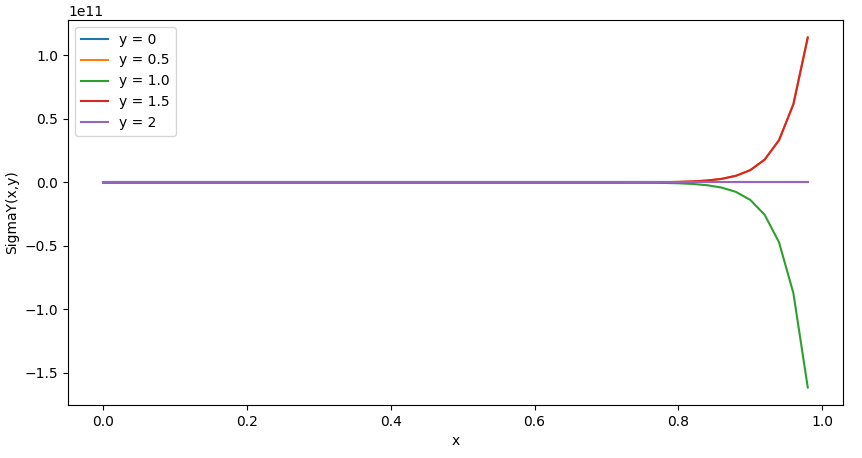 1e11
y = 0
y = 0.5
y = 1.0
y = 1.5
y = 2
1.0
0.5
0.0
−0.5
−1.0
−1.5
SigmaY(x,y)
0.0 0.2 0.4 0.6 0.8 1.0
x